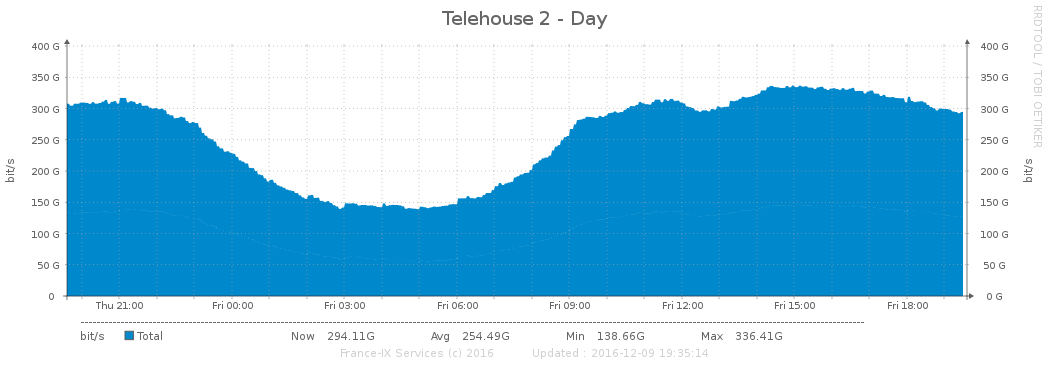 Telehouse 2 - Day
RRDTOOL / TOBI OETIKER
400 G 400 G
350 G 350 G
300 G 300 G
250 G 250 G
200 G 200 G
150 G 150 G
100 G 100 G
50 G 50 G
0 0 G
bit/s
bit/s
Thu 21:00 Fri 00:00 Fri 03:00 Fri 06:00 Fri 09:00 Fri 12:00 Fri 15:00 Fri 18:00
bit/s Total Now 294.11G Avg 254.49G Min 138.66G Max 336.41G
France-IX Services (c) 2016 Updated : 2016-12-09 19:35:14